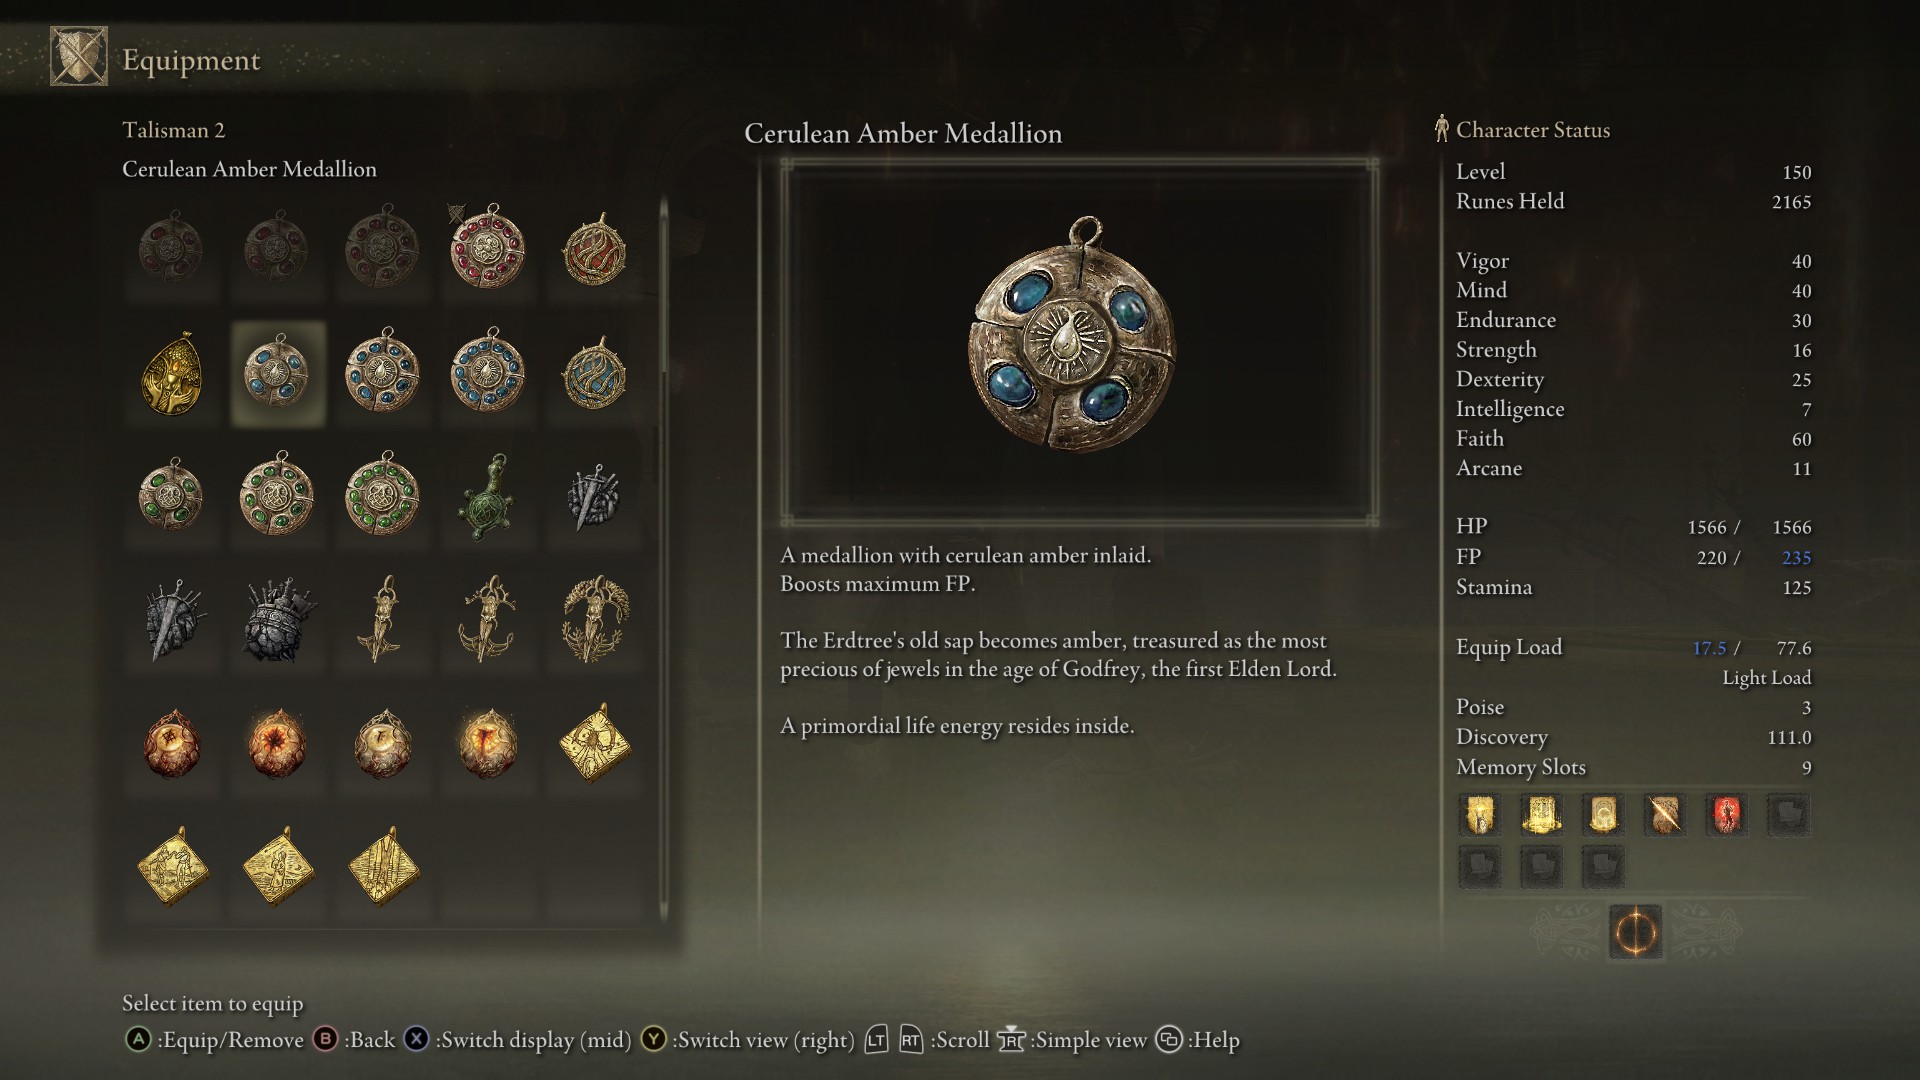 Equipment
Talisman 2
Cerulean Amber Medallion
Cerulean Amber Medallion
A medallion with cerulean amber inlaid.
Boosts maximum FP.
The Erdtree's old sap becomes amber, treasured as the most
precious of jewels in the age of Godfrey, the first Elden Lord.
A primordial life energy resides inside.
Character Status
Level 150
Runes Held 2165
Vigor 40
Mind 40
Endurance 30
Strength 16
Dexterity 25
Intelligence 7
Faith 60
Arcane 11
HP 1566 / 1566
FP 220 / 235
Stamina 125
Equip Load 17.5 / 77.6
Light Load
Poise 3
Discovery 111.0
Memory Slots 9
Select item to equip
A :Equip/Remove B :Back X :Switch display (mid) Y :Switch view (right) LT RT :Scroll R :Simple view :Help